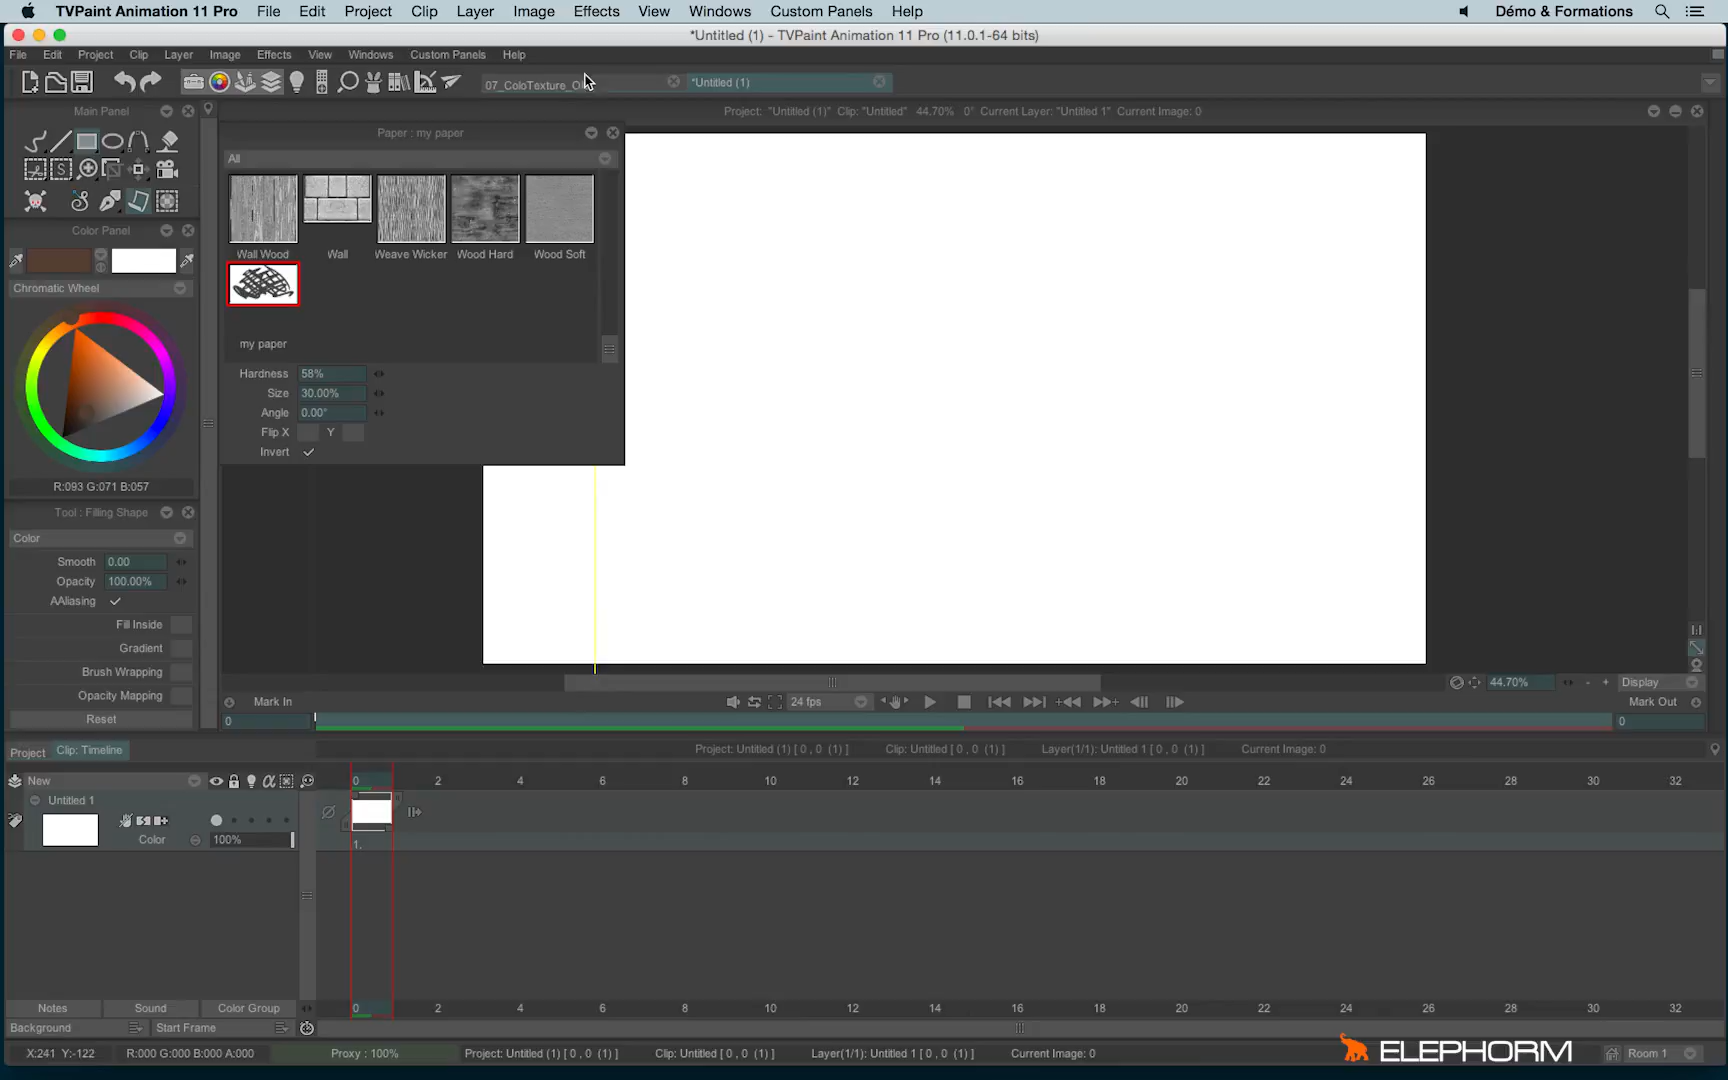 TVPaint Animation 11 Pro File Edit Project Clip Layer Image Effects View Windows Custom Panels Help Démo & Formations
*Untitled (1) - TVPaint Animation 11 Pro (11.0.1-64 bits)
File Edit Project Clip Layer Image Effects View Windows Custom Panels Help
07_ColoTexture_O *Untitled (1)
Main Panel
Project: "Untitled (1)" Clip: "Untitled" 44.70% 0° Current Layer: "Untitled 1" Current Image: 0
Paper : my paper
All
Wall Wood Wall Weave Wicker Wood Hard Wood Soft
my paper
Hardness 58%
Size 30.00%
Angle 0.00°
Flip X Y
Invert
Color Panel
Chromatic Wheel
R:093 G:071 B:057
Tool : Filling Shape
Color
Smooth 0.00
Opacity 100.00%
AAliasing
Fill Inside
Gradient
Brush Wrapping
Opacity Mapping
Reset
1:1
44.70% - + Display
Mark In 24 fps Mark Out
0 0
Project Clip: Timeline Project: Untitled (1) [ 0 , 0 (1) ] Clip: Untitled [ 0 , 0 (1) ] Layer(1/1): Untitled 1 [ 0 , 0 (1) ] Current Image: 0
New 0 2 4 6 8 10 12 14 16 18 20 22 24 26 28 30 32
Untitled 1
Color 100%
1.
Notes Sound Color Group 0 2 4 6 8 10 12 14 16 18 20 22 24 26 28 30 32
Background Start Frame
X:241 Y:-122 R:000 G:000 B:000 A:000 Proxy : 100% Project: Untitled (1) [ 0 , 0 (1) ] Clip: Untitled [ 0 , 0 (1) ] Layer(1/1): Untitled 1 [ 0 , 0 (1) ] Current Image: 0 ELEPHORM Room 1